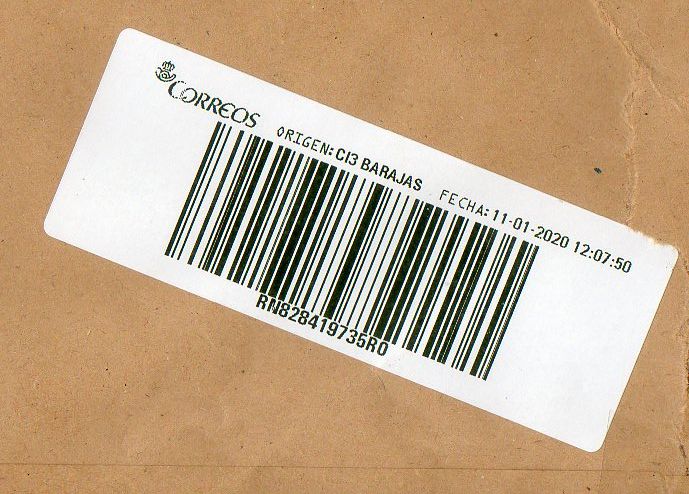 CORREOS
ORIGEN: CI3 BARAJAS FECHA: 11-01-2020 12:07:50
RN828419735RO